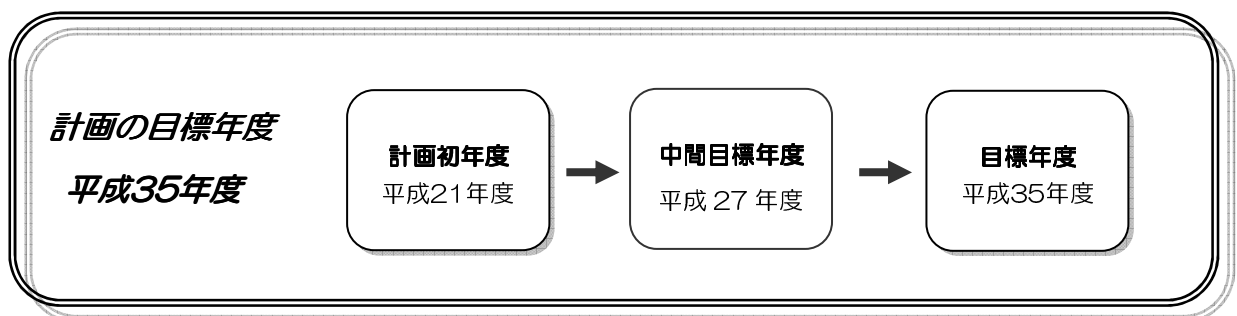 計画の目標年度
平成35年度
計画初年度
平成21年度
中間目標年度
平成 27 年度
目標年度
平成35年度